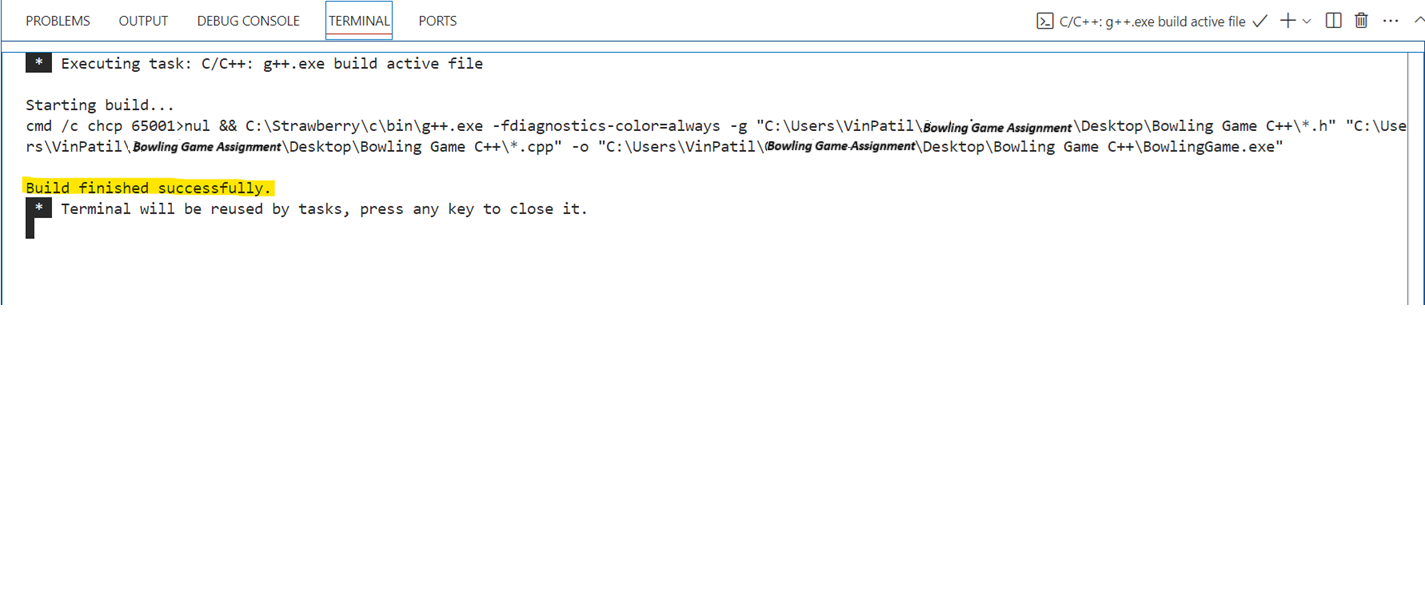 PROBLEMS OUTPUT DEBUG CONSOLE TERMINAL PORTS C/C++: g++.exe build active file
* Executing task: C/C++: g++.exe build active file
Starting build...
cmd /c chcp 65001>nul && C:\Strawberry\c\bin\g++.exe -fdiagnostics-color=always -g "C:\Users\VinPatil\Bowling Game Assignment\Desktop\Bowling Game C++\*.h" "C:\Use
rs\VinPatil\Bowling Game Assignment\Desktop\Bowling Game C++\*.cpp" -o "C:\Users\VinPatil\(Bowling Game-Assignment\Desktop\Bowling Game C++\BowlingGame.exe"
Build finished successfully.
* Terminal will be reused by tasks, press any key to close it.